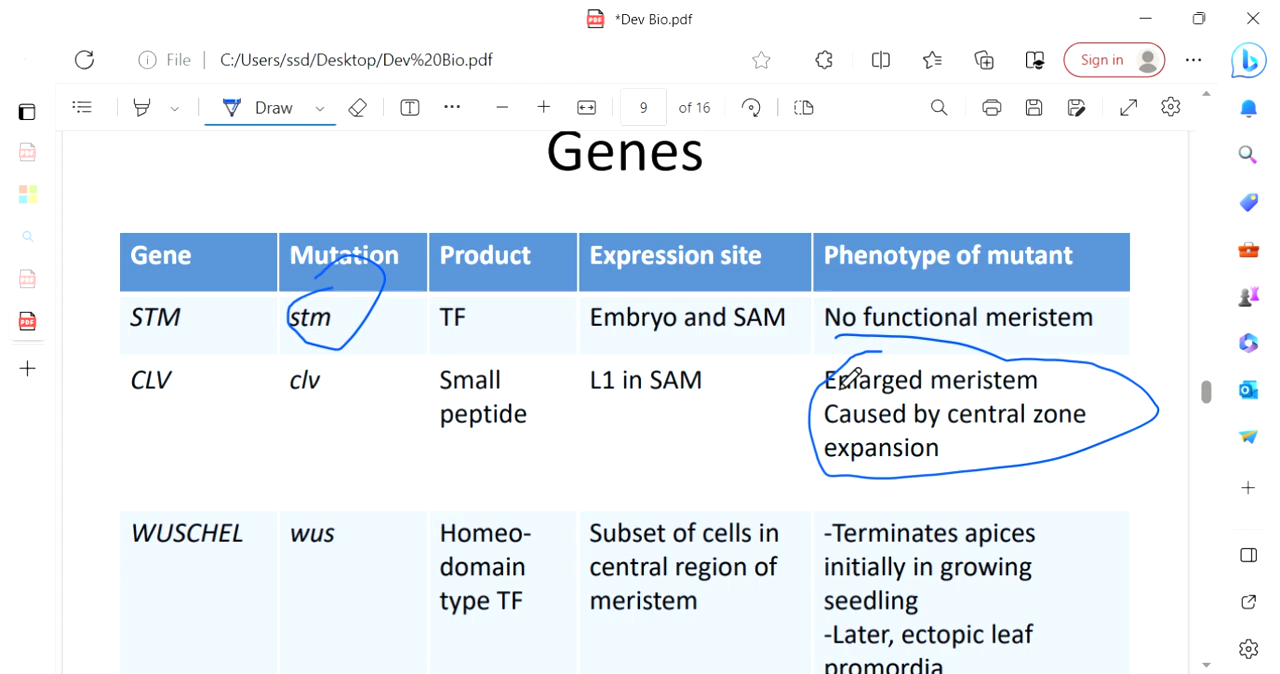 *Dev Bio.pdf
File C:/Users/ssd/Desktop/Dev%20Bio.pdf Sign in
Draw 9 of 16
Genes
Gene Mutation Product Expression site Phenotype of mutant
STM stm TF Embryo and SAM No functional meristem
CLV clv Small L1 in SAM Enlarged meristem
peptide Caused by central zone
expansion
WUSCHEL wus Homeo- Subset of cells in -Terminates apices
domain central region of initially in growing
type TF meristem seedling
-Later, ectopic leaf
promordia